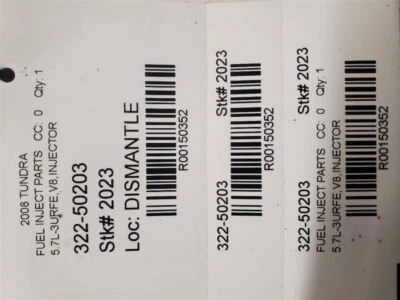 2008 TUNDRA
FUEL INJECT PARTS CC: 0 Qty: 1
5.7L-3URFE,V8,INJECTOR
322-50203
Stk# 2023
Loc: DISMANTLE
R00150352
322-50203 Stk# 2023
R00150352
322-50203 Stk# 2023
FUEL INJECT PARTS CC: 0 Qty: 1
5.7L-3URFE,V8,INJECTOR
R00150352